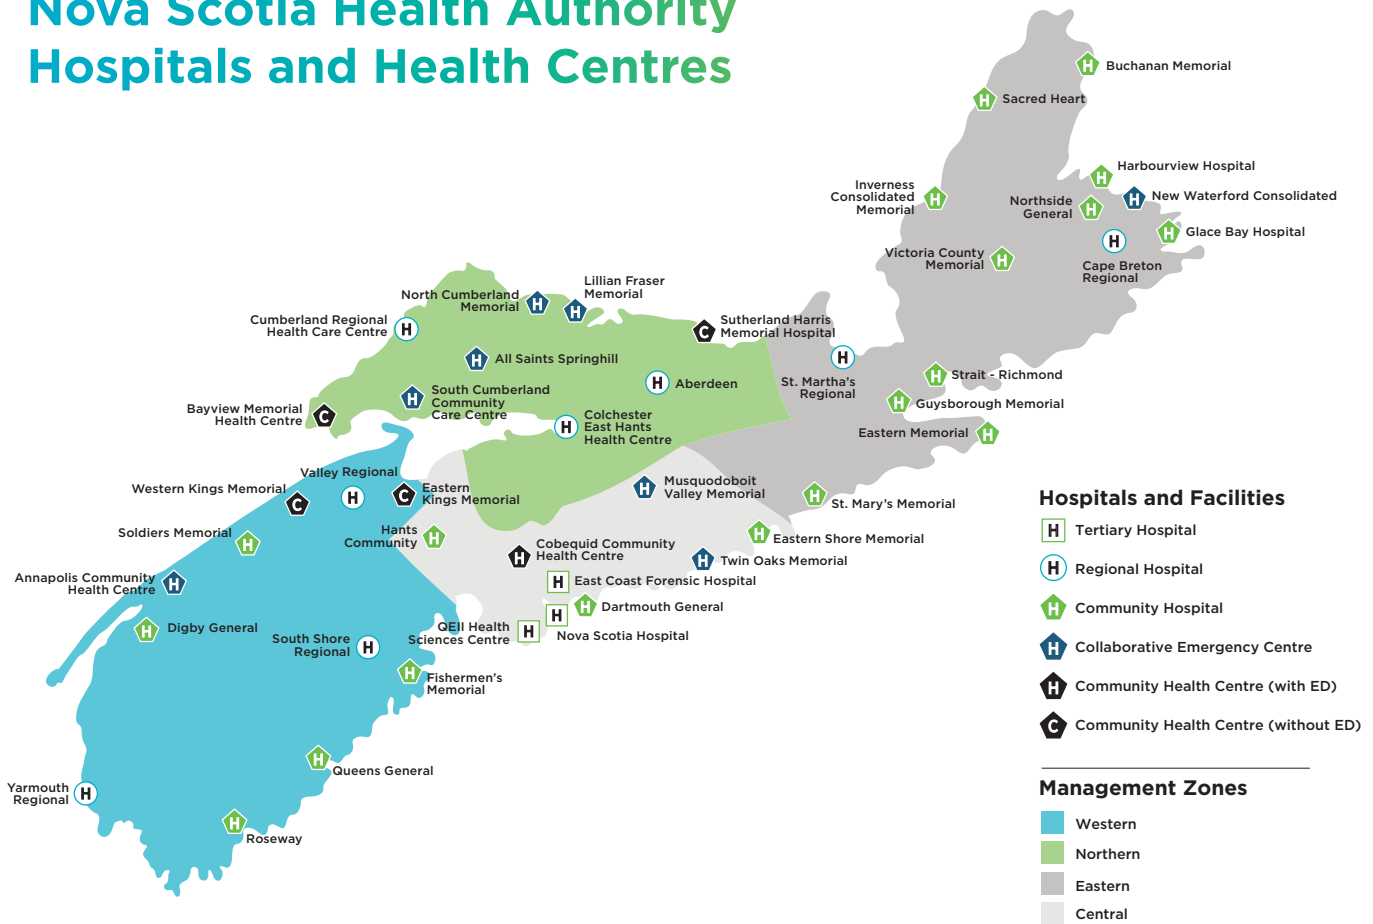 Nova Scotia Health Authority
Hospitals and Health Centres
H
Buchanan Memorial
H
Sacred Heart
H
Harbourview Hospital
Inverness
Consolidated
Memorial
H
Northside
General
H
H
New Waterford Consolidated
H
Glace Bay Hospital
Victoria County
Memorial
H
H
Cape Breton
Regional
North Cumberland
Memorial
H
Lillian Fraser
Memorial
H
Cumberland Regional
Health Care Centre
H
C
Sutherland Harris
Memorial Hospital
H
All Saints Springhill
H
St. Martha's
Regional
H
Aberdeen
H
Strait - Richmond
H
South Cumberland
Community
Care Centre
H
Guysborough Memorial
Bayview Memorial
Health Centre
C
H
Colchester
East Hants
Health Centre
Eastern Memorial
H
Valley Regional
H
Western Kings Memorial
C
C
Eastern
Kings Memorial
H
Musquodoboit
Valley Memorial
H
St. Mary's Memorial
Soldiers Memorial
H
Hants
Community
H
H
Eastern Shore Memorial
H
Cobequid Community
Health Centre
H
Twin Oaks Memorial
Annapolis Community
Health Centre
H
H
East Coast Forensic Hospital
H
Dartmouth General
H
Digby General
QEII Health
Sciences Centre
H
H
Nova Scotia Hospital
South Shore
Regional
H
H
Fishermen's
Memorial
H
Queens General
Yarmouth
Regional
H
H
Roseway
Hospitals and Facilities
H Tertiary Hospital
H Regional Hospital
H Community Hospital
H Collaborative Emergency Centre
H Community Health Centre (with ED)
C Community Health Centre (without ED)
Management Zones
Western
Northern
Eastern
Central